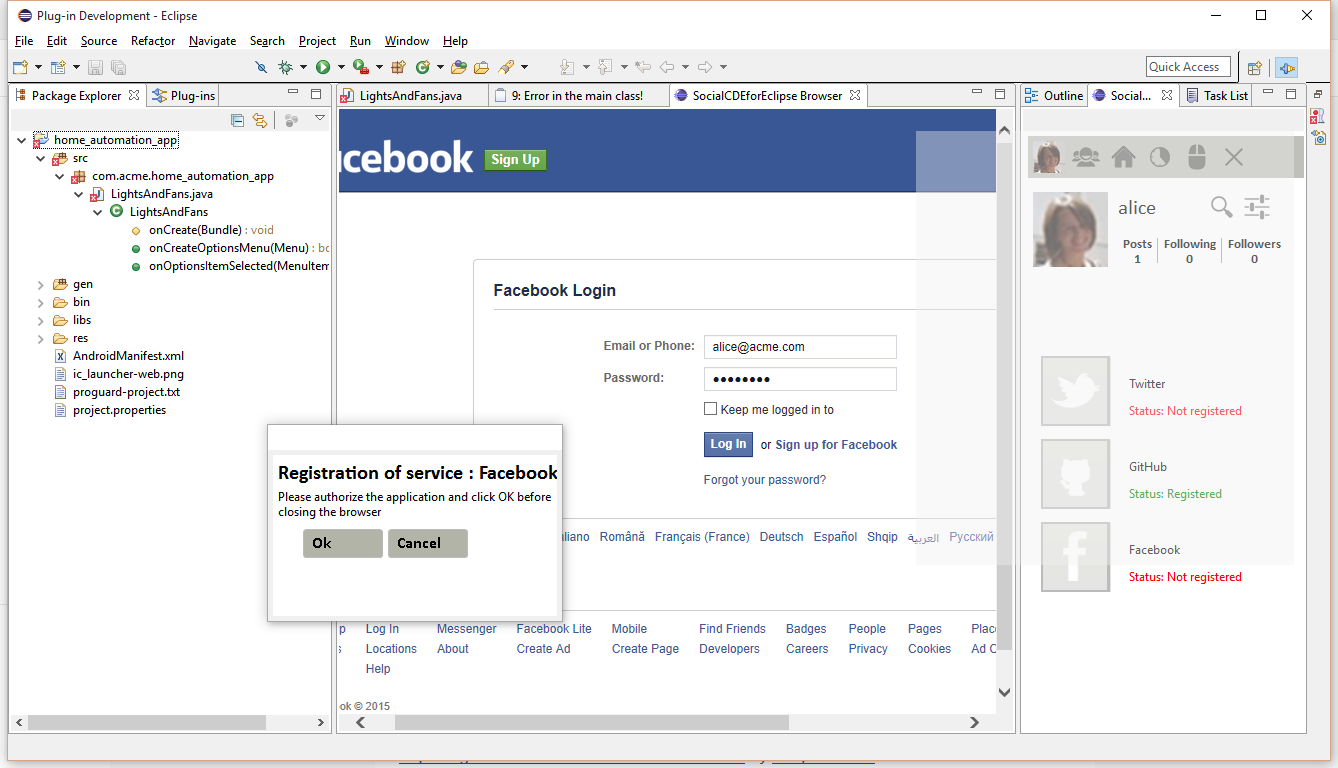 Plug-in Development - Eclipse
File Edit Source Refactor Navigate Search Project Run Window Help
Quick Access
Package Explorer
Plug-ins
home_automation_app
src
com.acme.home_automation_app
LightsAndFans.java
LightsAndFans
onCreate(Bundle) : void
onCreateOptionsMenu(Menu) : bo
onOptionsItemSelected(MenuItem
gen
bin
libs
res
AndroidManifest.xml
ic_launcher-web.png
proguard-project.txt
project.properties
LightsAndFans.java
9: Error in the main class!
SocialCDEforEclipse Browser
cebook
Sign Up
Facebook Login
Email or Phone: alice@acme.com
Password: ••••••••
Keep me logged in to
Log In or Sign up for Facebook
Forgot your password?
liano Română Français (France) Deutsch Español Shqip العربية Русский
p Log In Messenger Facebook Lite Mobile Find Friends Badges People Pages Plac
s Locations About Create Ad Create Page Developers Careers Privacy Cookies Ad C
Help
ok © 2015
Registration of service : Facebook
Please authorize the application and click OK before
closing the browser
Ok
Cancel
Outline
Social...
Task List
alice
Posts Following Followers
1 0 0
Twitter
Status: Not registered
GitHub
Status: Registered
Facebook
Status: Not registered